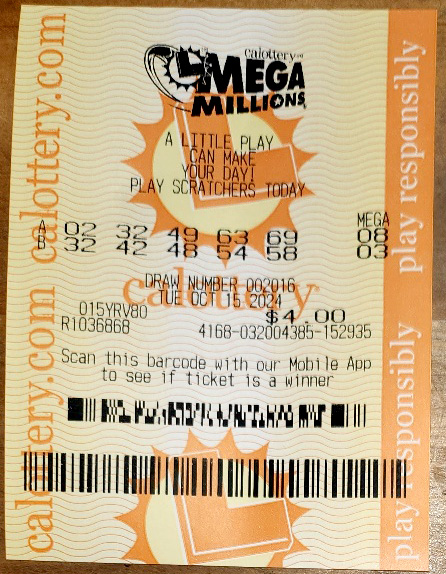 calottery™
MEGA
MILLIONS
A LITTLE PLAY
CAN MAKE
YOUR DAY!
PLAY SCRATCHERS TODAY
MEGA
A 02 32 49 63 69 08
B 32 42 48 54 58 03
DRAW NUMBER 002016
TUE OCT 15 2024
calottery
015YRV80 $4.00
R1036868 4168-032004385-152935
Scan this barcode with our Mobile App
to see if ticket is a winner
calottery.com calottery.com
play responsibly play responsibly